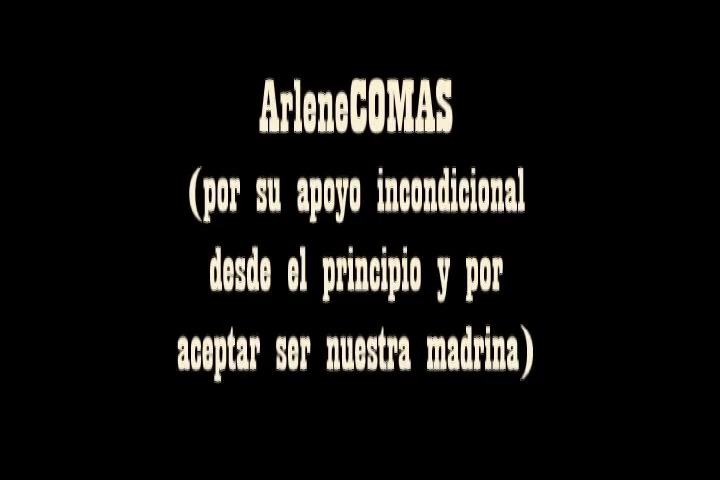 ArleneCOMAS
(por su apoyo incondicional
desde el principio y por
aceptar ser nuestra madrina)